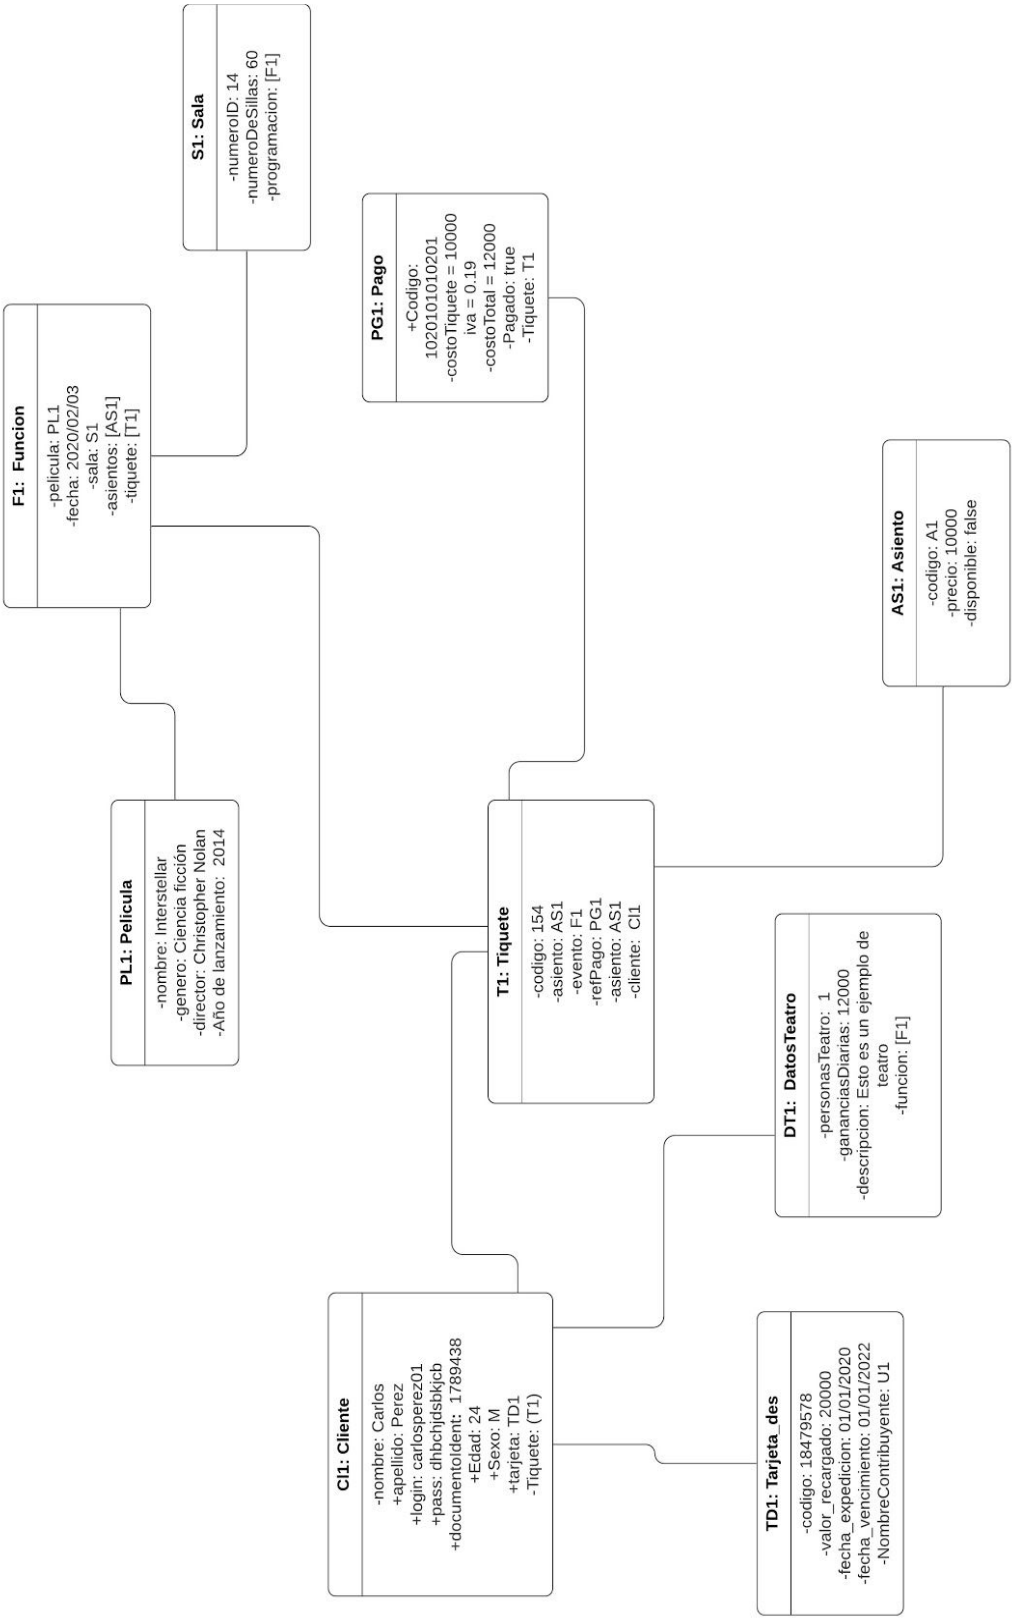 F1:  Funcion
-pelicula: PL1
-fecha: 2020/02/03
-sala: S1
-asientos: [AS1]
-tiquete: [T1]
S1: Sala
-numeroID: 14
-numeroDeSillas: 60
-programacion: [F1]
PL1: Pelicula
-nombre: Interstellar
-genero: Ciencia ficción
-director: Christopher Nolan
-Año de lanzamiento:  2014
PG1: Pago
+Codigo:
1020101010201
-costoTiquete = 10000
iva = 0.19
-costoTotal = 12000
-Pagado: true
-Tiquete: T1
CI1: Cliente
-nombre: Carlos
+apellido: Perez
+login: carlosperez01
+pass: dhbchjdsbkjcb
+documentoIdent:  1789438
+Edad: 24
+Sexo: M
+tarjeta: TD1
-Tiquete: (T1)
T1: Tiquete
-codigo: 154
-asiento: AS1
-evento: F1
-refPago: PG1
-asiento: AS1
-cliente:  CI1
TD1: Tarjeta_des
-codigo: 18479578
-valor_recargado: 20000
-fecha_expedicion: 01/01/2020
-fecha_vencimiento: 01/01/2022
-NombreContribuyente: U1
DT1:  DatosTeatro
-personasTeatro:  1
-gananciasDiarias: 12000
-descripcion: Esto es un ejemplo de
teatro
-funcion: [F1]
AS1: Asiento
-codigo: A1
-precio: 10000
-disponible: false